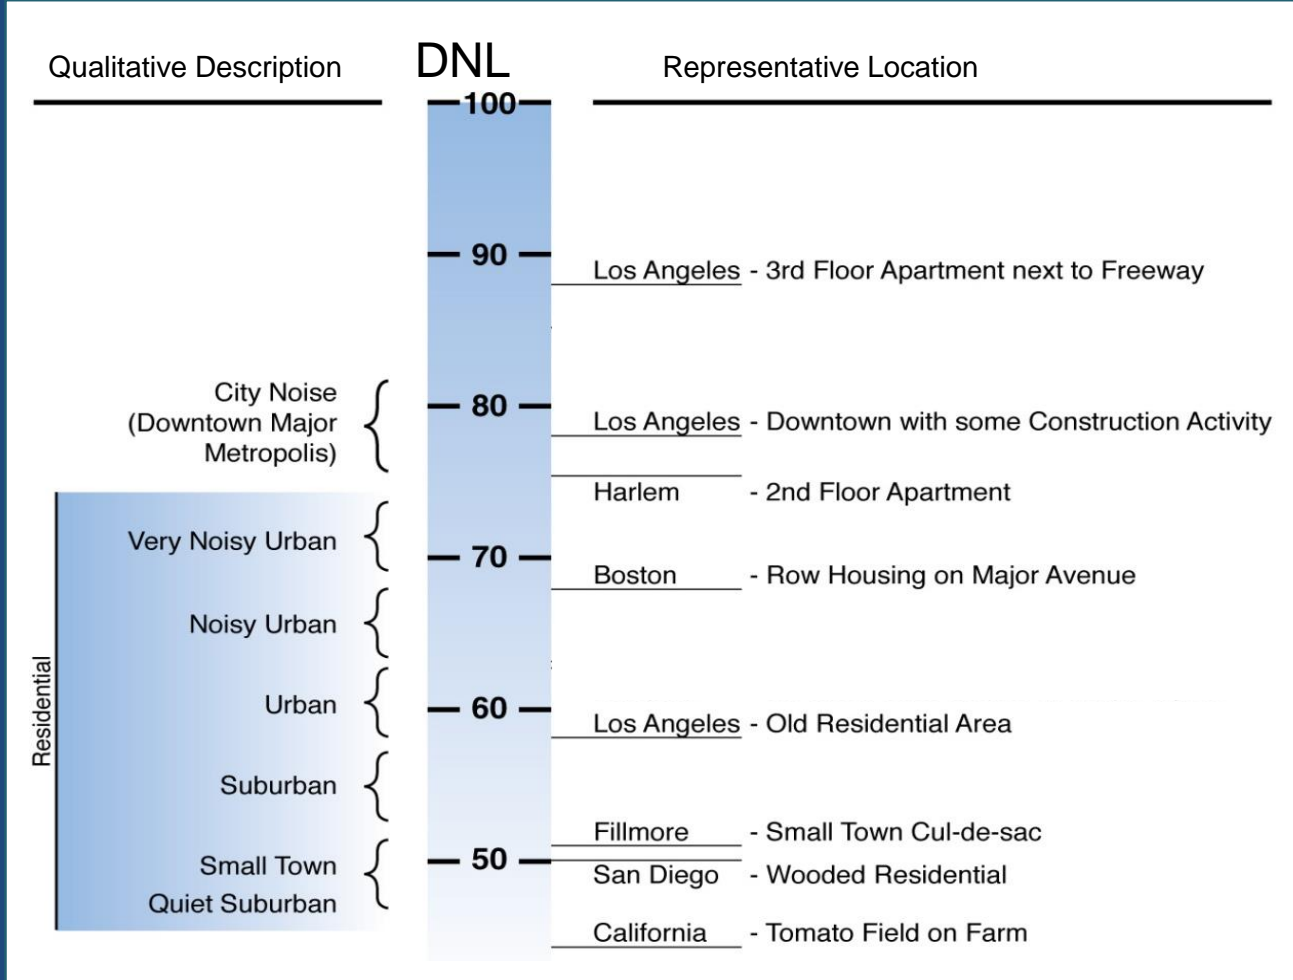 Qualitative Description
DNL
Representative Location
100
90
Los Angeles - 3rd Floor Apartment next to Freeway
City Noise
(Downtown Major
Metropolis)
80
Los Angeles - Downtown with some Construction Activity
Harlem - 2nd Floor Apartment
Very Noisy Urban
70
Boston - Row Housing on Major Avenue
Noisy Urban
Residential
Urban
60
Los Angeles - Old Residential Area
Suburban
Fillmore - Small Town Cul-de-sac
Small Town
50
San Diego - Wooded Residential
Quiet Suburban
California - Tomato Field on Farm